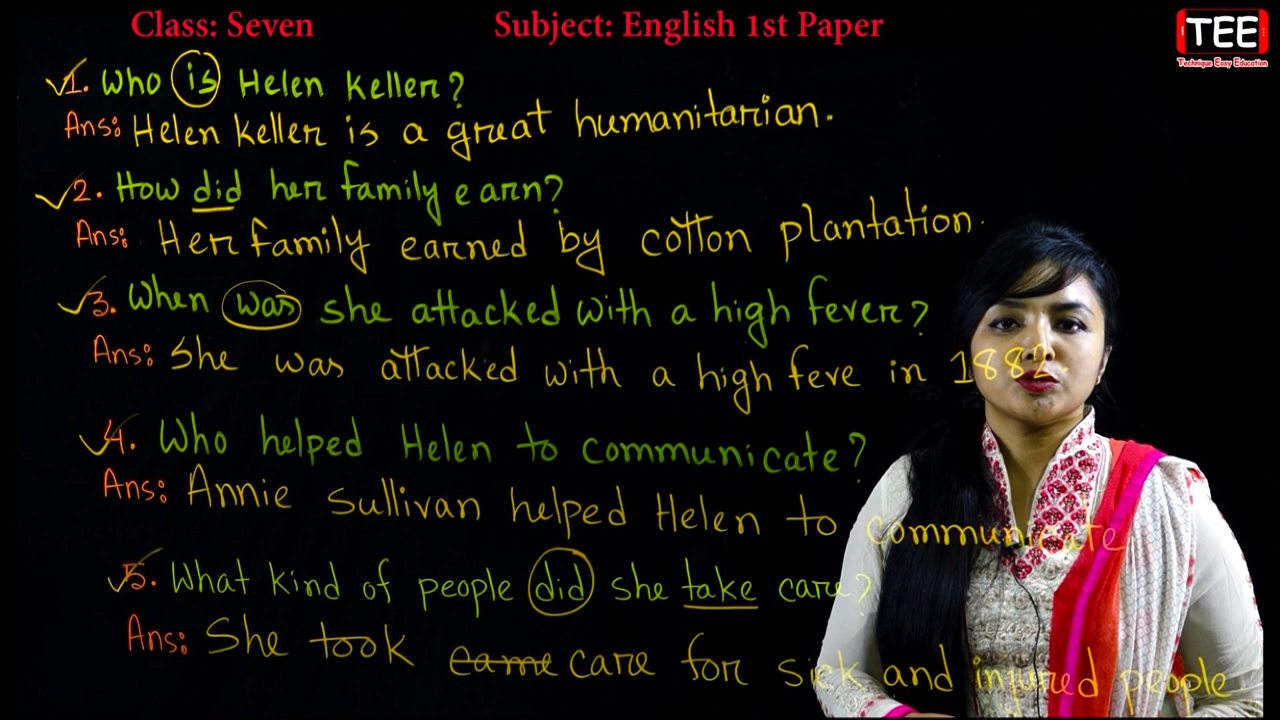 Class: Seven
Subject: English 1st Paper
TEE
Technique Easy Education
1. Who is Helen Keller?
Ans: Helen Keller is a great humanitarian.
2. How did her family earn?
Ans: Her family earned by cotton plantation.
3. When was she attacked with a high fever?
Ans: She was attacked with a high feve in 1882
4. Who helped Helen to communicate?
Ans: Annie Sullivan helped Helen to communicate
5. What kind of people did she take care?
Ans: She took came care for sick and injured people